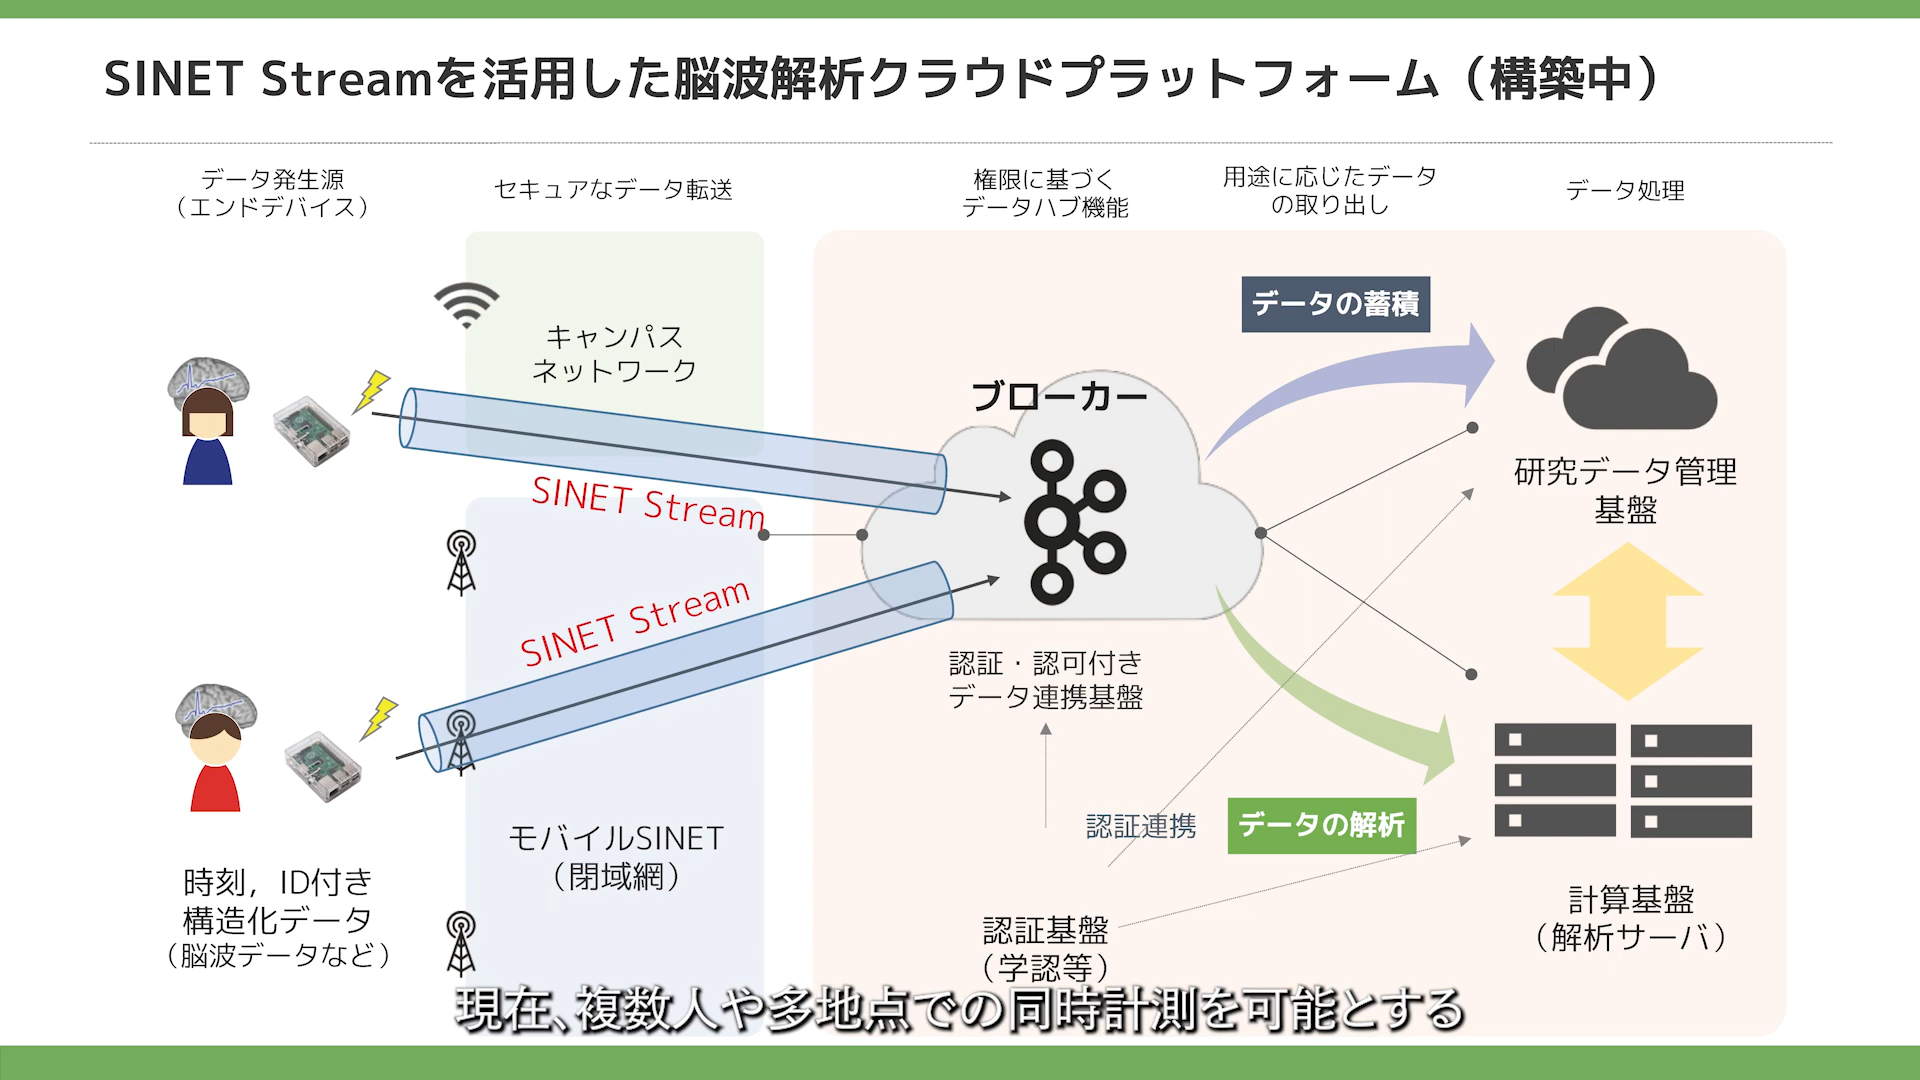 SINET Streamを活用した脳波解析クラウドプラットフォーム（構築中）
データ発生源
（エンドデバイス）
セキュアなデータ転送
権限に基づく
データハブ機能
用途に応じたデータ
の取り出し
データ処理
キャンパス
ネットワーク
データの蓄積
ブローカー
SINET Stream
研究データ管理
基盤
SINET Stream
認証・認可付き
データ連携基盤
認証連携
データの解析
モバイルSINET
（閉域網）
時刻，ID付き
構造化データ
（脳波データなど）
認証基盤
（学認等）
計算基盤
（解析サーバ）
現在、複数人や多地点での同時計測を可能とする